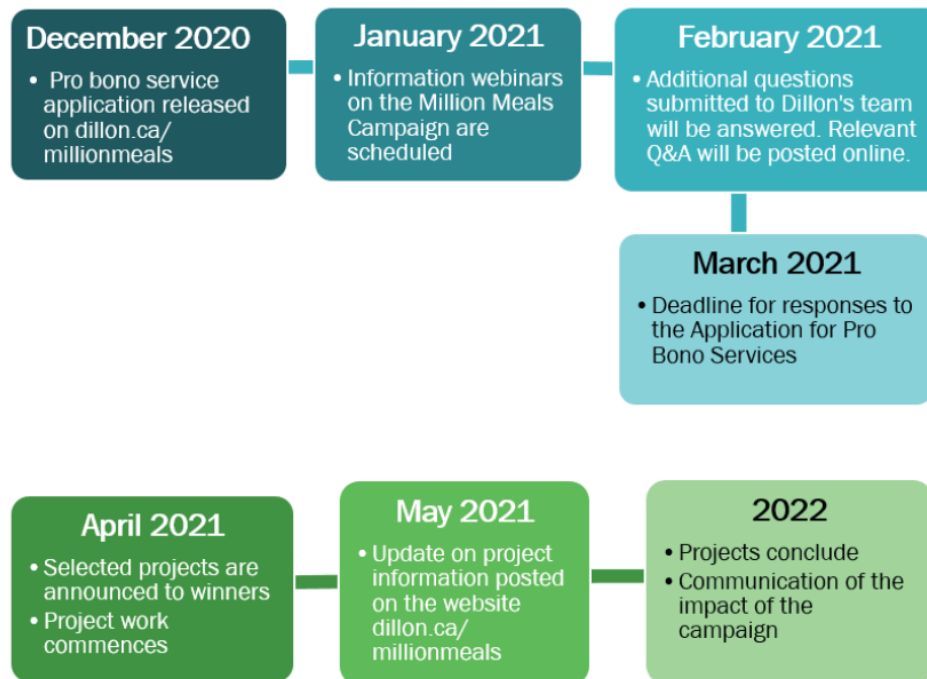 December 2020
• Pro bono service
application released
on dillon.ca/
millionmeals
January 2021
• Information webinars
on the Million Meals
Campaign are
scheduled
February 2021
• Additional questions
submitted to Dillon's team
will be answered. Relevant
Q&A will be posted online.
March 2021
• Deadline for responses to
the Application for Pro
Bono Services
April 2021
• Selected projects are
announced to winners
• Project work
commences
May 2021
• Update on project
information posted
on the website
dillon.ca/
millionmeals
2022
• Projects conclude
• Communication of the
impact of the
campaign